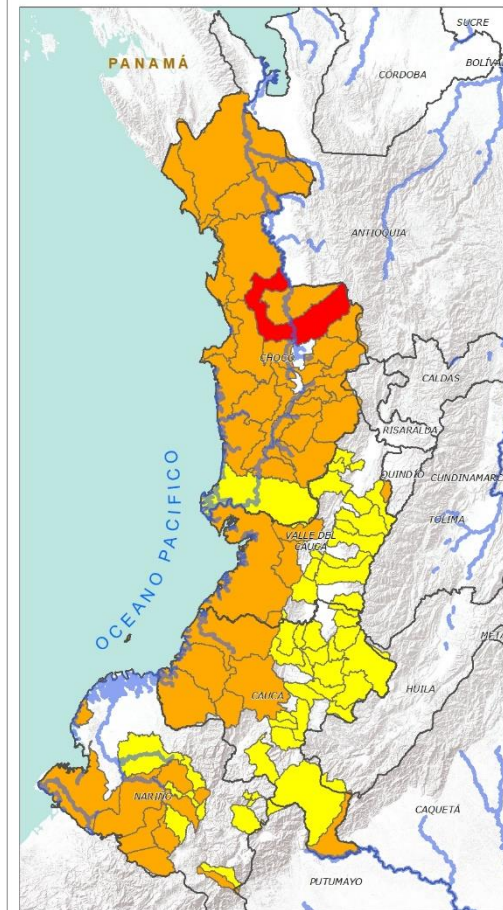 SUCRE
PANAMÁ
CÓRDOBA
BOLÍVA
ANTIOQUIA
CHOCÓ
CALDAS
RISARALDA
QUINDÍO
CUNDINAMARC
TOLIMA
VALLE DEL
CAUCA
OCEANO PACIFICO
MET
HUILA
CAUCA
NARIÑO
CAQUETÁ
PUTUMAYO